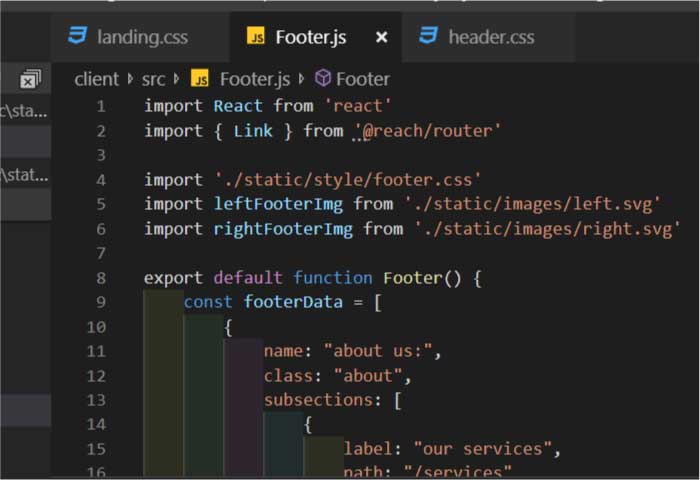 landing.css
JS Footer.js ×
header.css
c\sta...
\stat...
client src JS Footer.js Footer
1 import React from 'react'
2 import { Link } from '@reach/router'
3
4 import './static/style/footer.css'
5 import leftFooterImg from './static/images/left.svg'
6 import rightFooterImg from './static/images/right.svg'
7
8 export default function Footer() {
9 const footerData = [
10 {
11 name: "about us:",
12 class: "about",
13 subsections: [
14 {
15 label: "our services",
16 path: "/services"